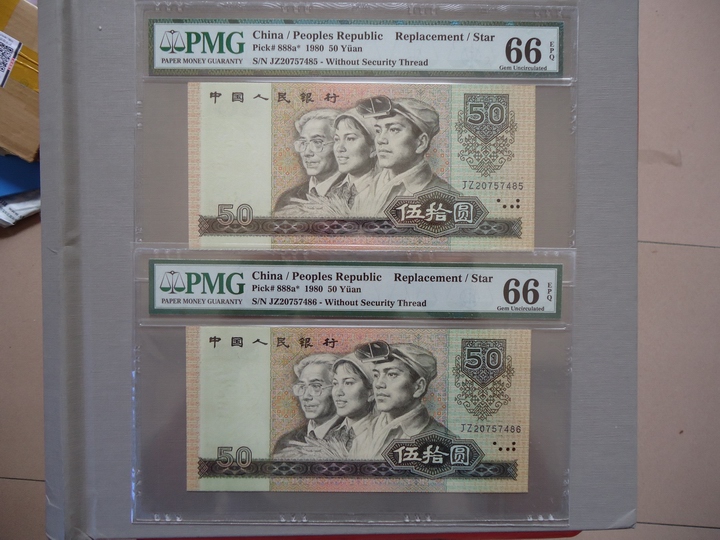 PMG
PAPER MONEY GUARANTY
China / Peoples Republic Replacement / Star
Pick# 888a* 1980 50 Yüan
S/N JZ20757485 - Without Security Thread
66 EPQ
Gem Uncirculated
中国人民银行
50
JZ20757485
50
伍拾圆
PMG
PAPER MONEY GUARANTY
China / Peoples Republic Replacement / Star
Pick# 888a* 1980 50 Yüan
S/N JZ20757486 - Without Security Thread
66 EPQ
Gem Uncirculated
中国人民银行
50
JZ20757486
50
伍拾圆